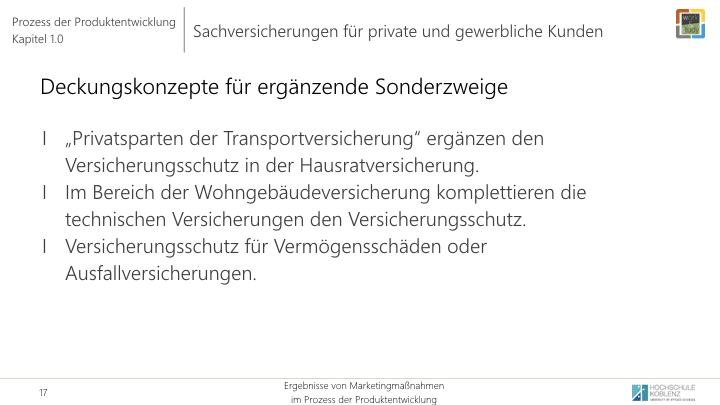 Prozess der Produktentwicklung
Kapitel 1.0
Sachversicherungen für private und gewerbliche Kunden
work
study
Deckungskonzepte für ergänzende Sonderzweige
l „Privatsparten der Transportversicherung“ ergänzen den
Versicherungsschutz in der Hausratversicherung.
l Im Bereich der Wohngebäudeversicherung komplettieren die
technischen Versicherungen den Versicherungsschutz.
l Versicherungsschutz für Vermögensschäden oder
Ausfallversicherungen.
17
Ergebnisse von Marketingmaßnahmen
im Prozess der Produktentwicklung
HOCHSCHULE
KOBLENZ
UNIVERSITY OF APPLIED SCIENCES